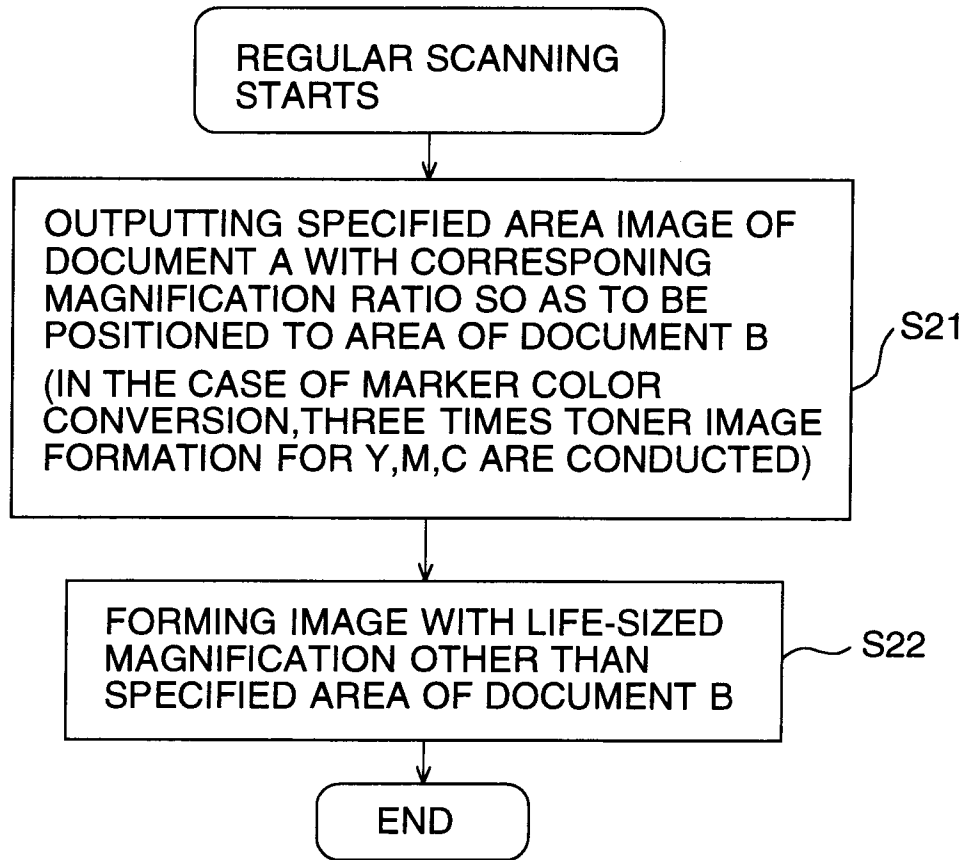 REGULAR SCANNING
STARTS
OUTPUTTING SPECIFIED AREA IMAGE OF
DOCUMENT A WITH CORRESPONING
MAGNIFICATION RATIO SO AS TO BE
POSITIONED TO AREA OF DOCUMENT B
(IN THE CASE OF MARKER COLOR
CONVERSION,THREE TIMES TONER IMAGE
FORMATION FOR Y,M,C ARE CONDUCTED)
S21
FORMING IMAGE WITH LIFE-SIZED
MAGNIFICATION OTHER THAN
SPECIFIED AREA OF DOCUMENT B
S22
END